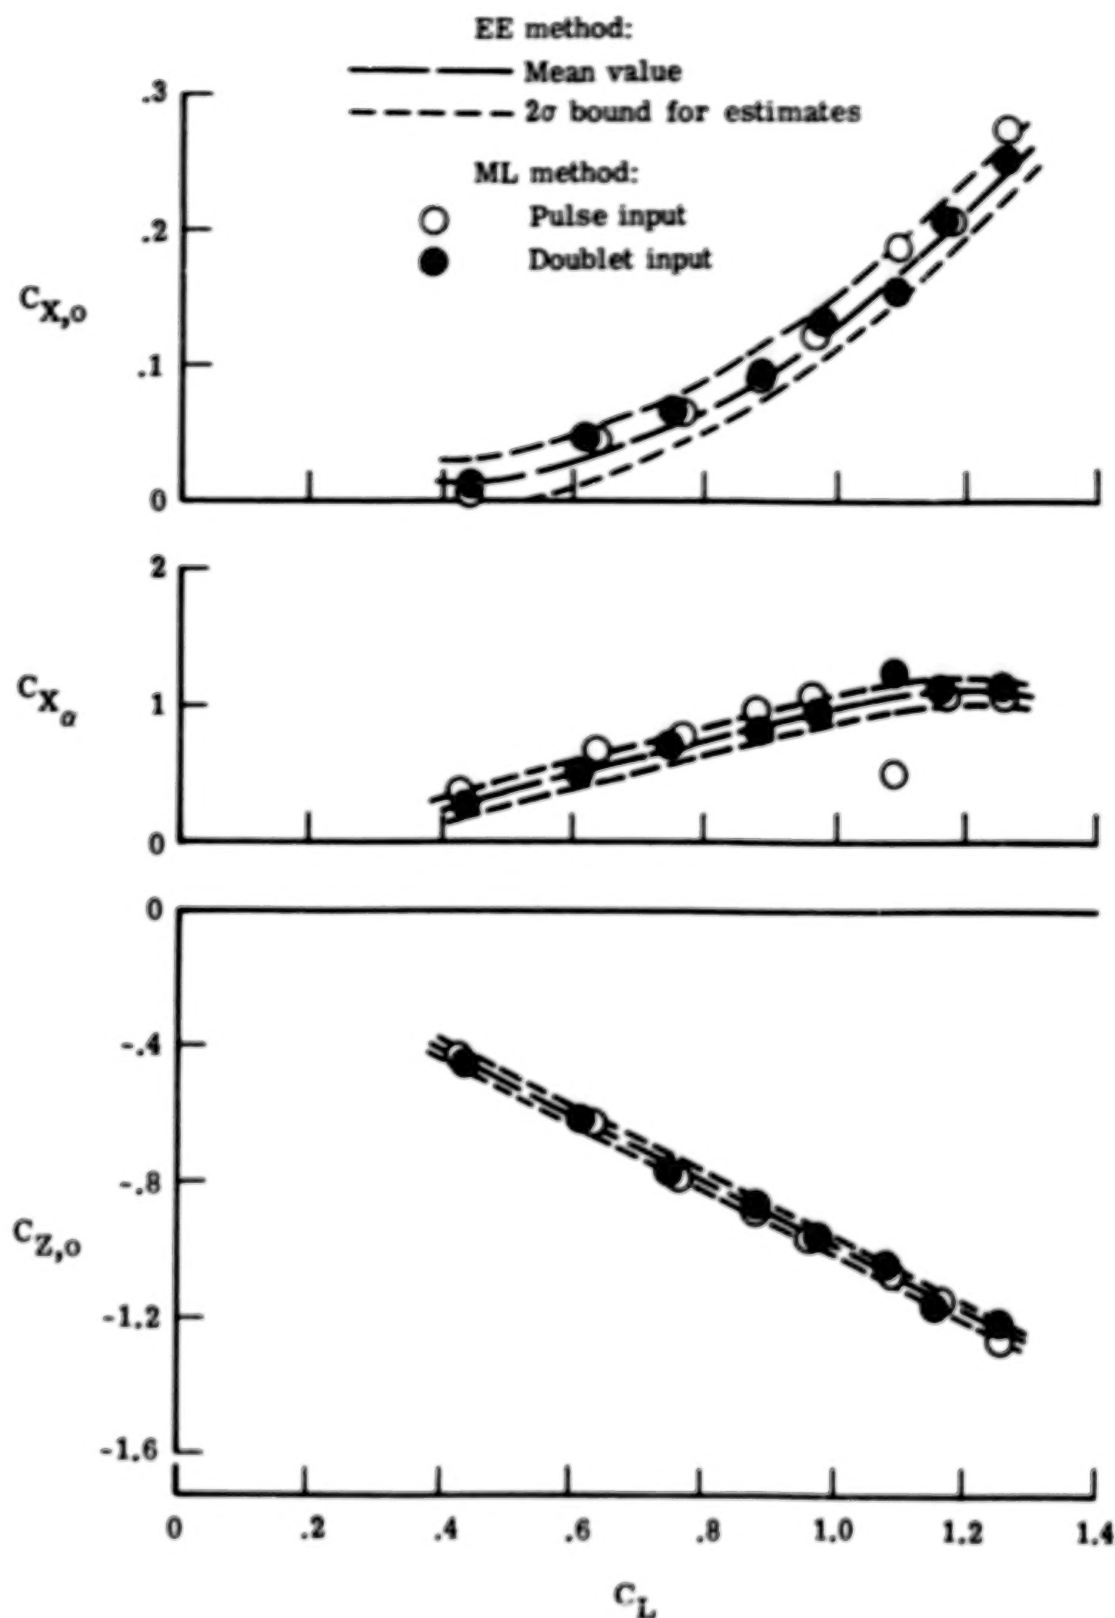 EE method:
Mean value
2σ bound for estimates
ML method:
Pulse input
Doublet input
.3
.2
.1
0
C_X,o
2
1
0
C_X_α
0
-.4
-.8
-1.2
-1.6
C_Z,o
0 .2 .4 .6 .8 1.0 1.2 1.4
C_L